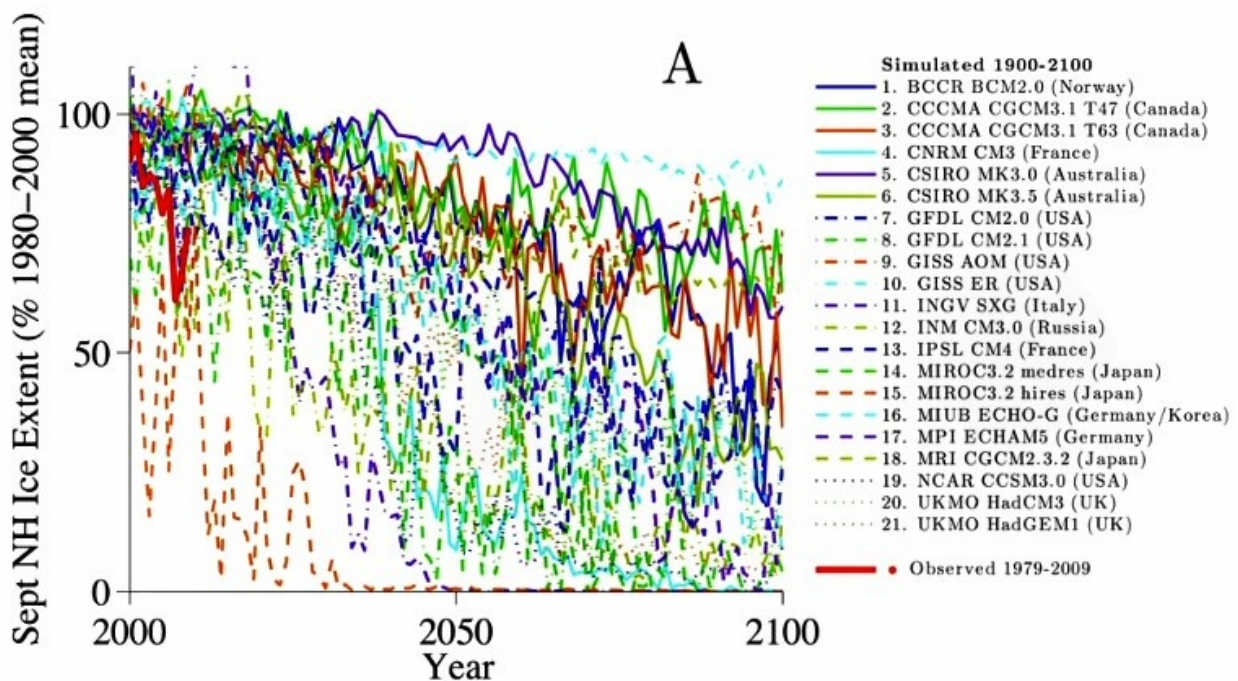 A
Sept NH Ice Extent (% 1980–2000 mean)
100
50
0
2000
2050
2100
Year
Simulated 1900-2100
1. BCCR BCM2.0 (Norway)
2. CCCMA CGCM3.1 T47 (Canada)
3. CCCMA CGCM3.1 T63 (Canada)
4. CNRM CM3 (France)
5. CSIRO MK3.0 (Australia)
6. CSIRO MK3.5 (Australia)
7. GFDL CM2.0 (USA)
8. GFDL CM2.1 (USA)
9. GISS AOM (USA)
10. GISS ER (USA)
11. INGV SXG (Italy)
12. INM CM3.0 (Russia)
13. IPSL CM4 (France)
14. MIROC3.2 medres (Japan)
15. MIROC3.2 hires (Japan)
16. MIUB ECHO-G (Germany/Korea)
17. MPI ECHAM5 (Germany)
18. MRI CGCM2.3.2 (Japan)
19. NCAR CCSM3.0 (USA)
20. UKMO HadCM3 (UK)
21. UKMO HadGEM1 (UK)
Observed 1979-2009